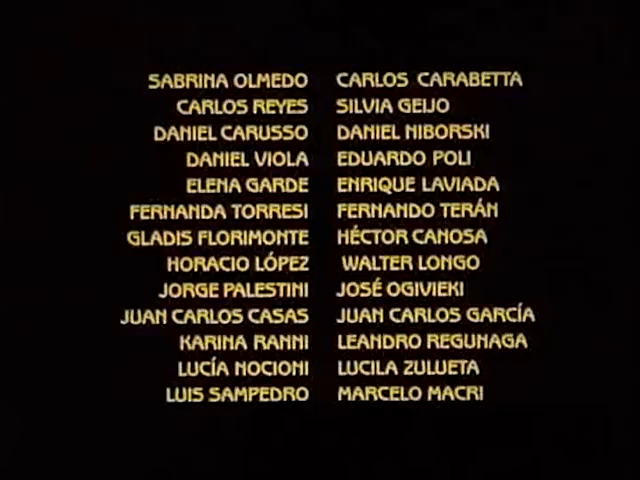 SABRINA OLMEDO CARLOS CARABETTA
CARLOS REYES SILVIA GEIJO
DANIEL CARUSSO DANIEL NIBORSKI
DANIEL VIOLA EDUARDO POLI
ELENA GARDE ENRIQUE LAVIADA
FERNANDA TORRESI FERNANDO TERÁN
GLADIS FLORIMONTE HÉCTOR CANOSA
HORACIO LÓPEZ WALTER LONGO
JORGE PALESTINI JOSÉ OGIVIEKI
JUAN CARLOS CASAS JUAN CARLOS GARCÍA
KARINA RANNI LEANDRO REGUNAGA
LUCÍA NOCIONI LUCILA ZULUETA
LUIS SAMPEDRO MARCELO MACRI